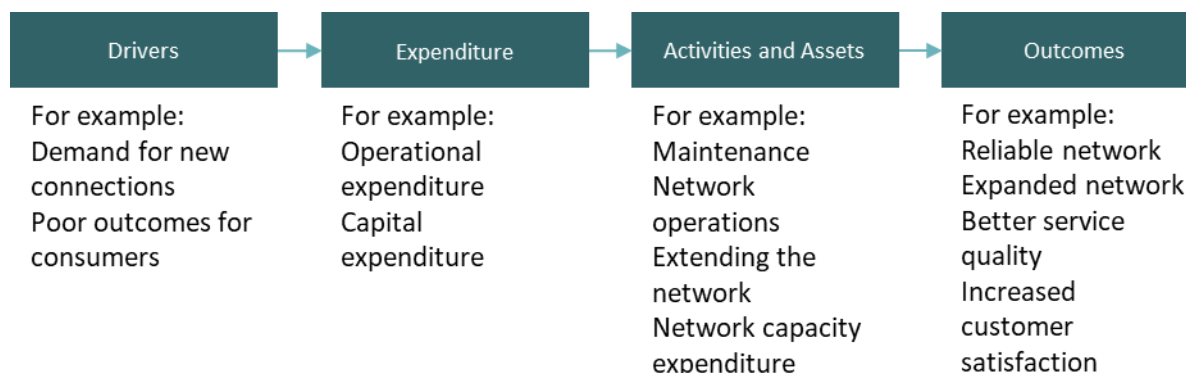 Drivers
For example:
Demand for new
connections
Poor outcomes for
consumers
Expenditure
For example:
Operational
expenditure
Capital
expenditure
Activities and Assets
For example:
Maintenance
Network
operations
Extending the
network
Network capacity
expenditure
Outcomes
For example:
Reliable network
Expanded network
Better service
quality
Increased
customer
satisfaction